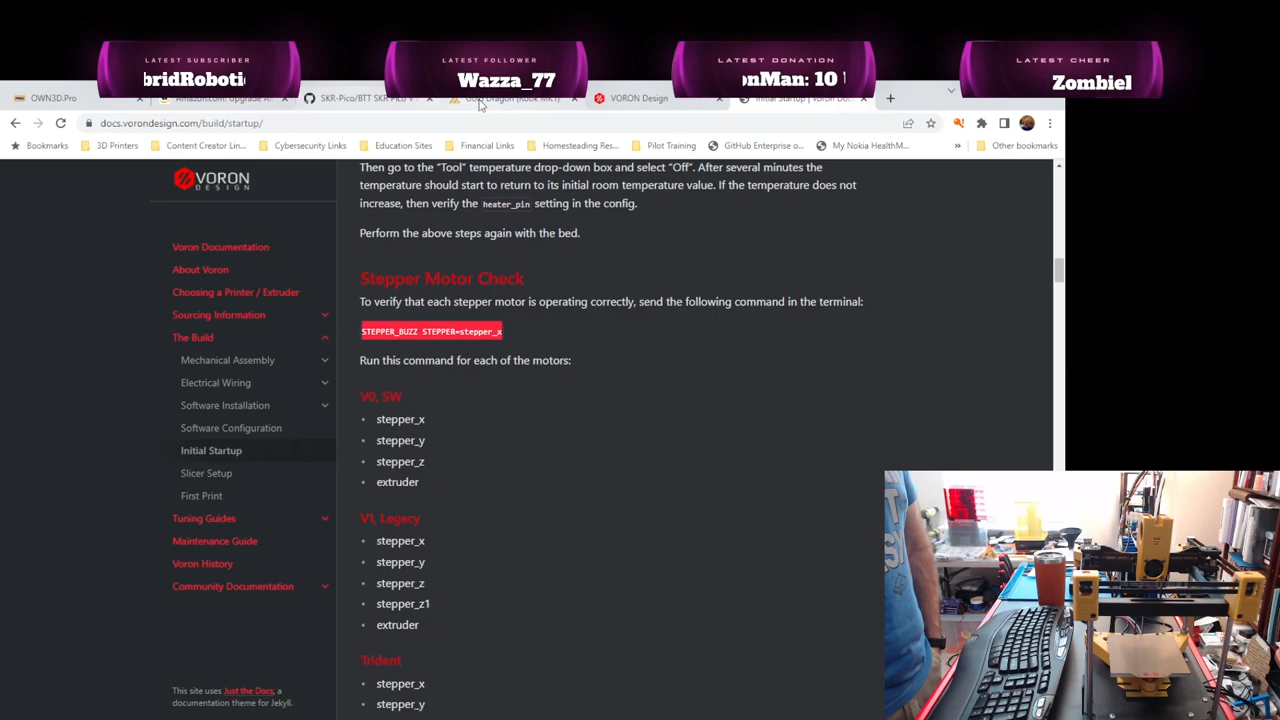 LATEST SUBSCRIBER
bridRoboti
LATEST FOLLOWER
Wazza_77
LATEST DONATION
onMan: 10
LATEST CHEER
Zombiel
OWN3D.Pro
Amazon.com: Upgrade A
SKR-Pico/BTT SKR Pico V
Gold Dragon (Rook MK1)
VORON Design
Initial Startup | Voron Do
docs.vorondesign.com/build/startup/
Bookmarks
3D Printers
Content Creator Lin...
Cybersecurity Links
Education Sites
Financial Links
Homesteading Res...
Pilot Training
GitHub Enterprise o...
My Nokia HealthM...
»
Other bookmarks
VORON
DESIGN
Voron Documentation
About Voron
Choosing a Printer / Extruder
Sourcing Information
The Build
Mechanical Assembly
Electrical Wiring
Software Installation
Software Configuration
Initial Startup
Slicer Setup
First Print
Tuning Guides
Maintenance Guide
Voron History
Community Documentation
This site uses Just the Docs, a
documentation theme for Jekyll.
Then go to the “Tool” temperature drop-down box and select “Off”. After several minutes the
temperature should start to return to its initial room temperature value. If the temperature does not
increase, then verify the heater_pin setting in the config.
Perform the above steps again with the bed.
Stepper Motor Check
To verify that each stepper motor is operating correctly, send the following command in the terminal:
STEPPER_BUZZ STEPPER=stepper_x
Run this command for each of the motors:
V0, SW
• stepper_x
• stepper_y
• stepper_z
• extruder
V1, Legacy
• stepper_x
• stepper_y
• stepper_z
• stepper_z1
• extruder
Trident
• stepper_x
• stepper_y